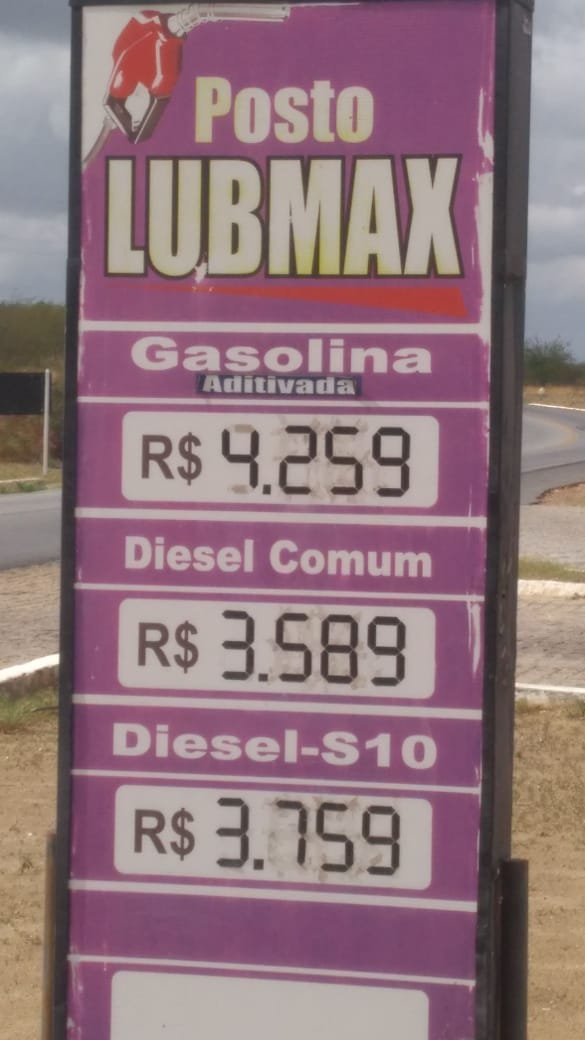 Posto
LUBMAX
Gasolina
Aditivada
R$ 4.259
Diesel Comum
R$ 3.589
Diesel-S10
R$ 3.759